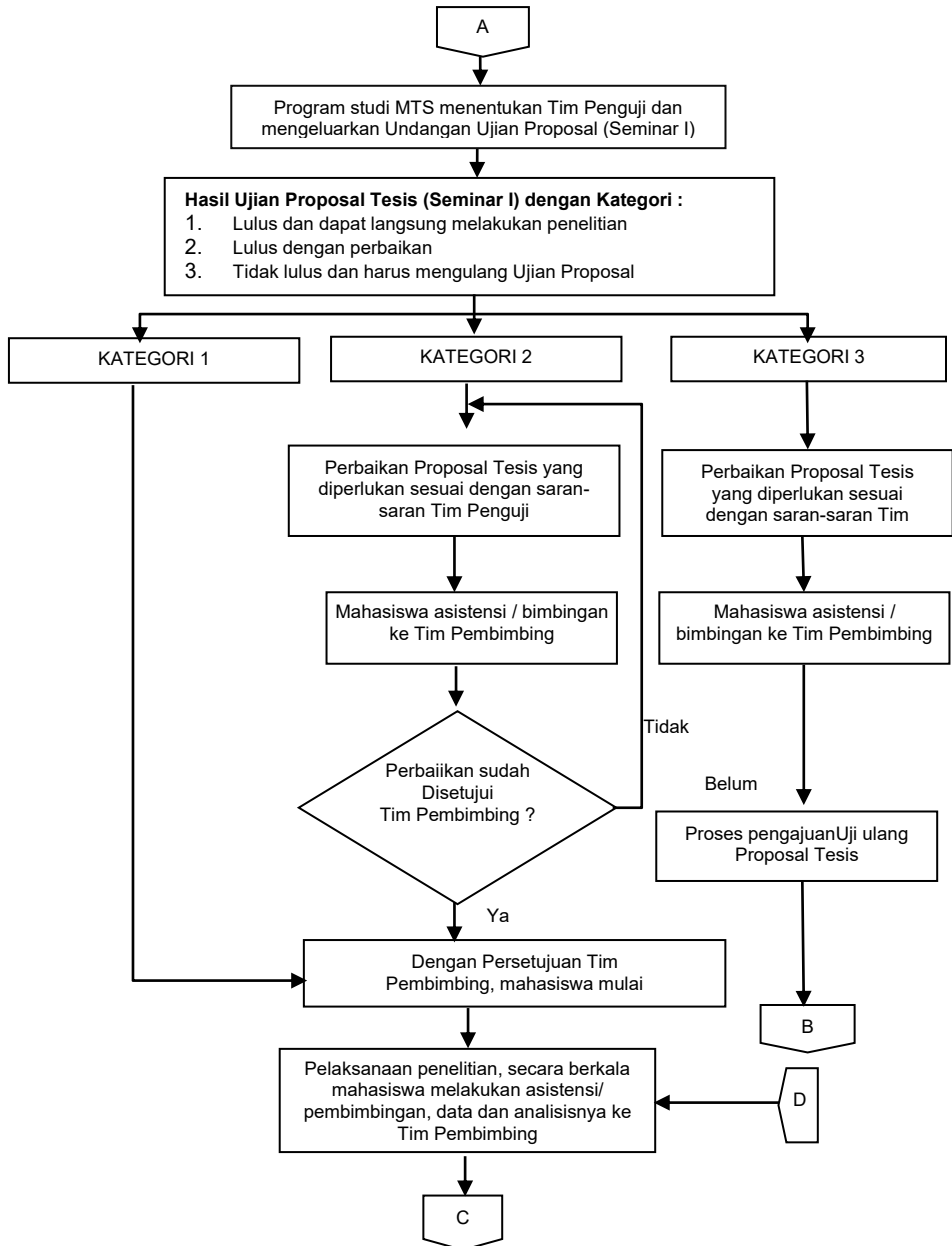 A
Program studi MTS menentukan Tim Penguji dan
mengeluarkan Undangan Ujian Proposal (Seminar I)
Hasil Ujian Proposal Tesis (Seminar I) dengan Kategori :
1. Lulus dan dapat langsung melakukan penelitian
2. Lulus dengan perbaikan
3. Tidak lulus dan harus mengulang Ujian Proposal
KATEGORI 1
KATEGORI 2
KATEGORI 3
Perbaikan Proposal Tesis yang
diperlukan sesuai dengan saran-
saran Tim Penguji
Perbaikan Proposal Tesis
yang diperlukan sesuai
dengan saran-saran Tim
Mahasiswa asistensi / bimbingan
ke Tim Pembimbing
Mahasiswa asistensi /
bimbingan ke Tim Pembimbing
Tidak
Perbaiikan sudah
Disetujui
Tim Pembimbing ?
Belum
Proses pengajuanUji ulang
Proposal Tesis
Ya
Dengan Persetujuan Tim
Pembimbing, mahasiswa mulai
B
Pelaksanaan penelitian, secara berkala
mahasiswa melakukan asistensi/
pembimbingan, data dan analisisnya ke
Tim Pembimbing
D
C